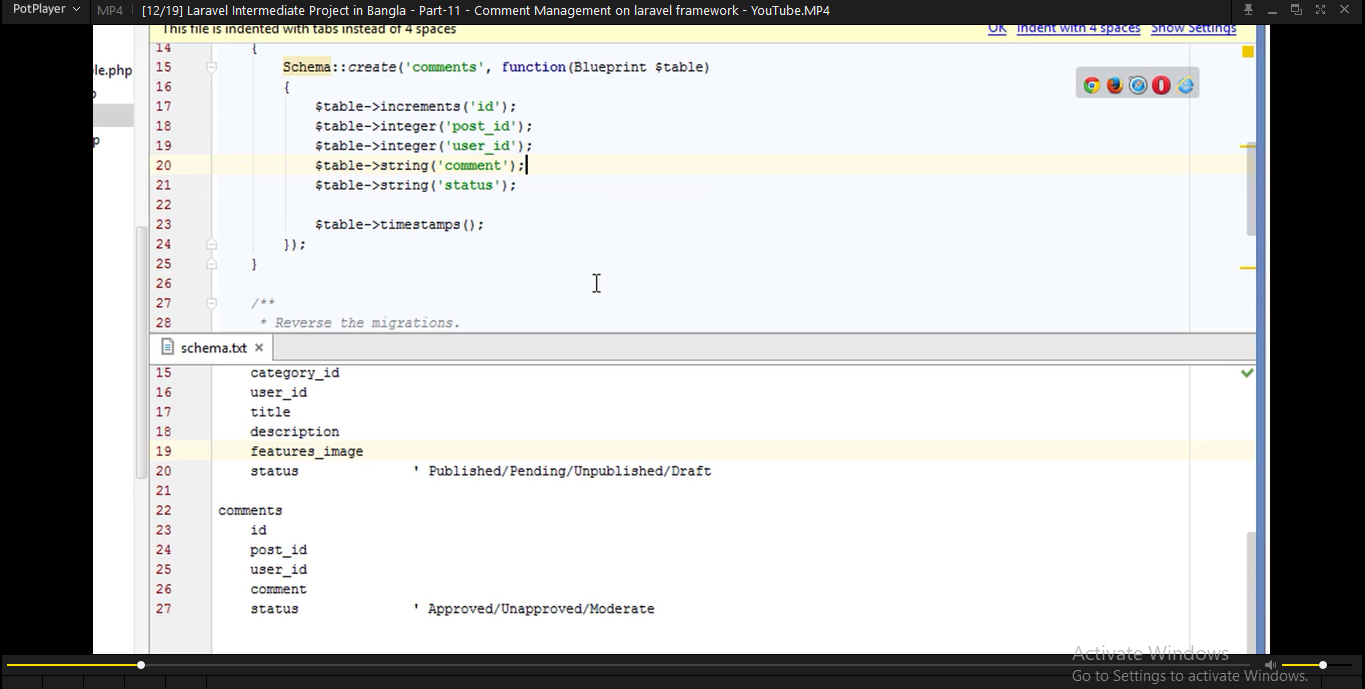 PotPlayer MP4 [12/19] Laravel Intermediate Project in Bangla - Part-11 - Comment Management on laravel framework - YouTube.MP4
This file is indented with tabs instead of 4 spaces OK Indent with 4 spaces Show Settings
le.php
p
14 {
15 Schema::create('comments', function(Blueprint $table)
16 {
17 $table->increments('id');
18 $table->integer('post_id');
19 $table->integer('user_id');
20 $table->string('comment');
21 $table->string('status');
22
23 $table->timestamps();
24 });
25 }
26
27 /**
28 * Reverse the migrations.
schema.txt
15 category_id
16 user_id
17 title
18 description
19 features_image
20 status ' Published/Pending/Unpublished/Draft
21
22 comments
23 id
24 post_id
25 user_id
26 comment
27 status ' Approved/Unapproved/Moderate
Activate Windows
Go to Settings to activate Windows.